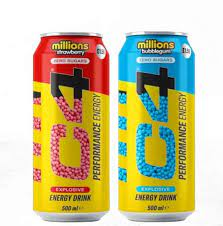 millions
strawberry
ZERO SUGARS
C4
PERFORMANCE ENERGY
EXPLOSIVE
ENERGY DRINK
500 ml
millions
bubblegum
ZERO SUGARS
C4
PERFORMANCE ENERGY
EXPLOSIVE
ENERGY DRINK
500 ml